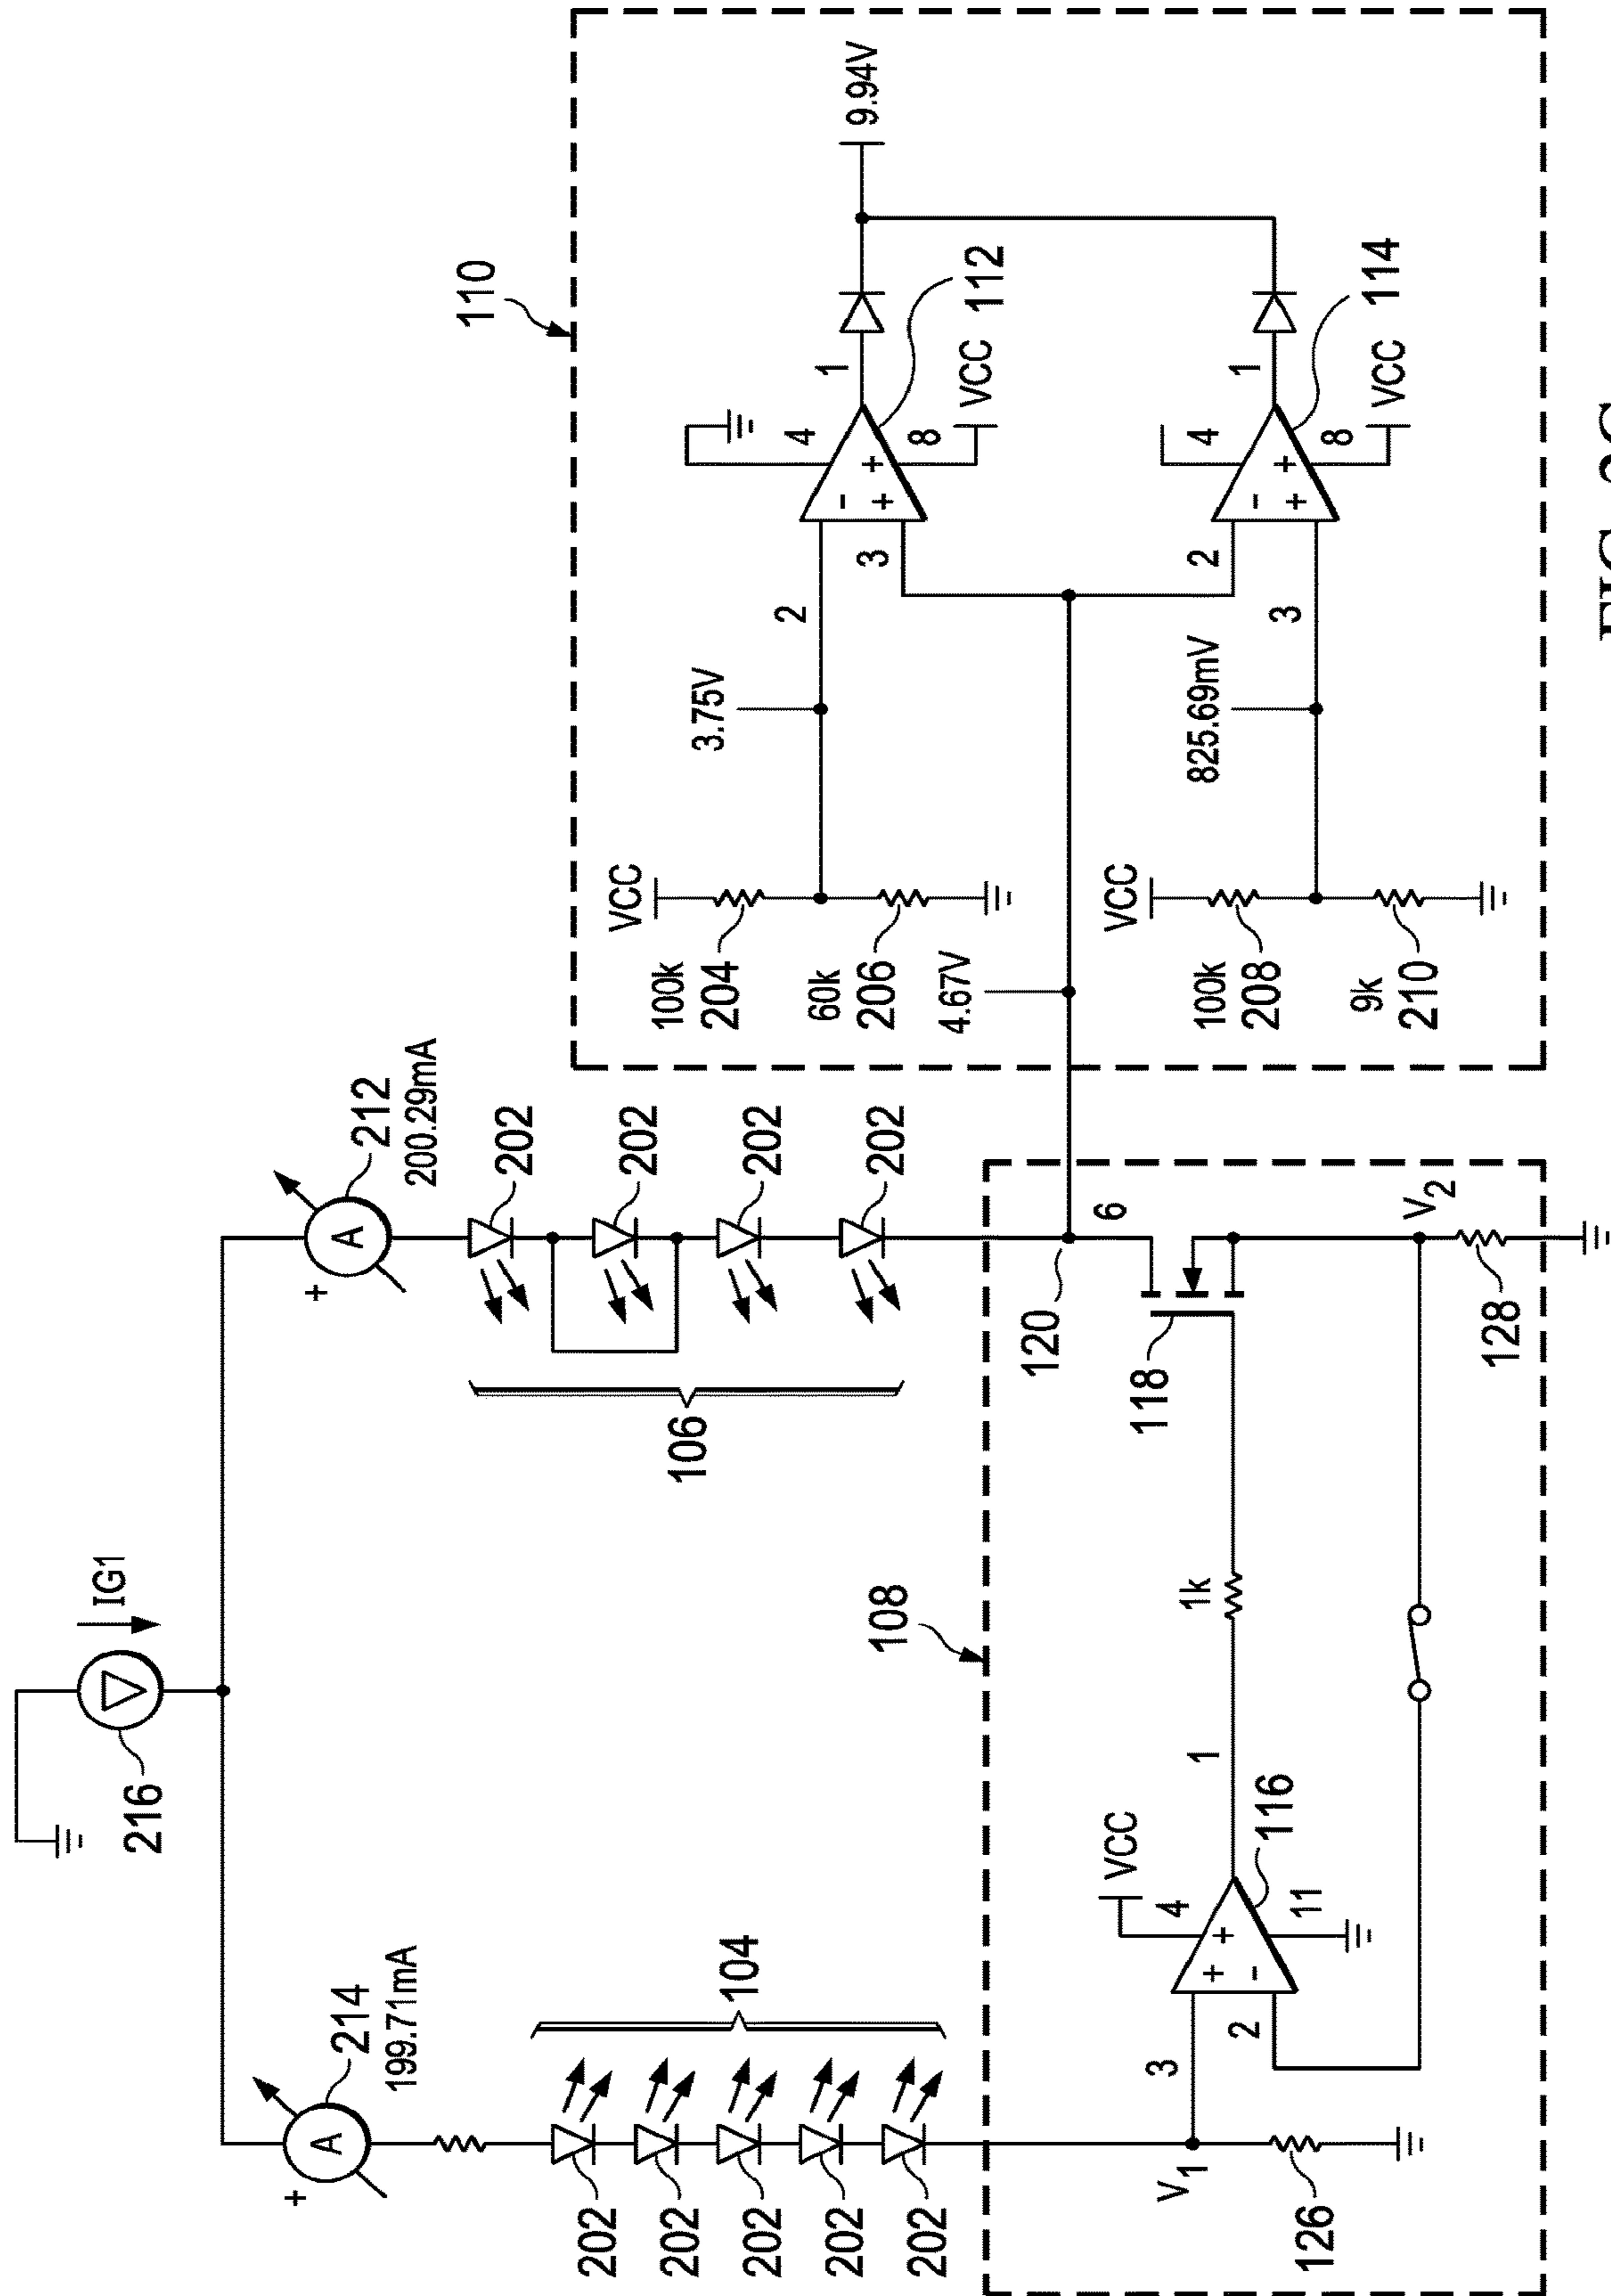 IG1
216
+
A
214
199.71mA
+
A
212
200.29mA
104
202
202
202
202
202
106
202
202
202
202
110
9.94V
VCC
100k
204
60k
206
3.75V
2
3
-
+
+
4
8
VCC
1
112
4.67V
VCC
100k
208
9k
210
825.69mV
2
3
-
+
+
4
8
VCC
1
114
108
120
6
118
V2
128
1k
1
VCC
4
11
116
+
+
-
3
2
V1
126